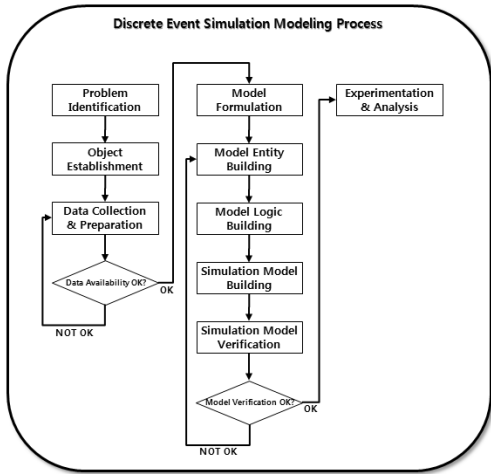 Discrete Event Simulation Modeling Process
Problem
Identification
Object
Establishment
Data Collection
& Preparation
Data Availability OK?
OK
NOT OK
Model
Formulation
Model Entity
Building
Model Logic
Building
Simulation Model
Building
Simulation Model
Verification
Model Verification OK?
OK
NOT OK
Experimentation
& Analysis